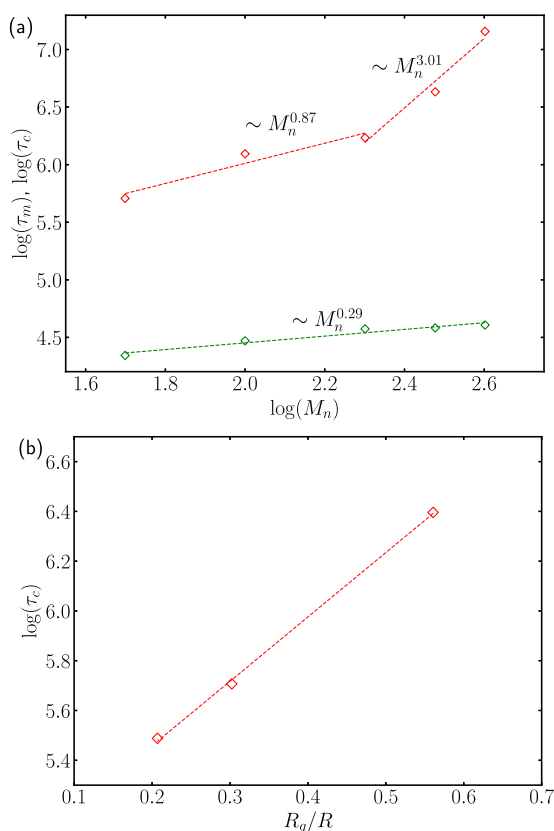 (a)
7.0
6.5
6.0
5.5
5.0
4.5
log(τ_m), log(τ_c)
∼ M_n^{3.01}
∼ M_n^{0.87}
∼ M_n^{0.29}
1.6 1.8 2.0 2.2 2.4 2.6
log(M_n)
(b)
6.6
6.4
6.2
6.0
5.8
5.6
5.4
log(τ_c)
0.1 0.2 0.3 0.4 0.5 0.6 0.7
R_g/R